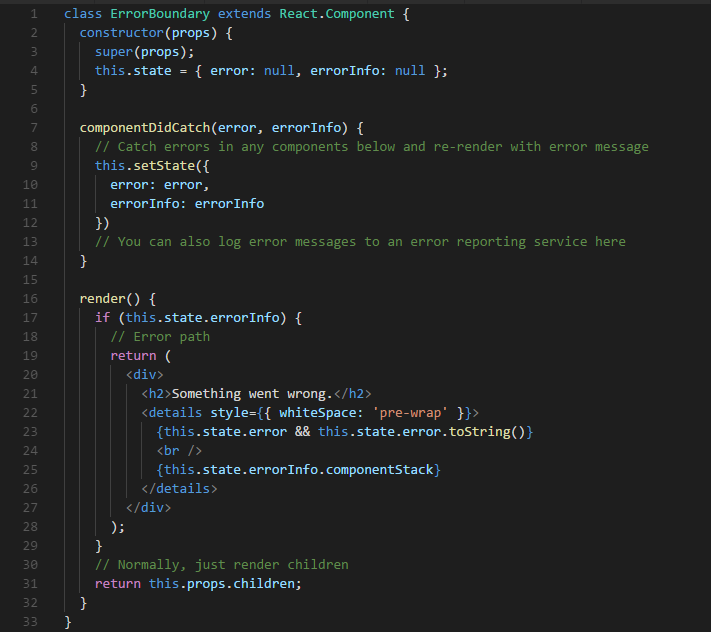 1 class ErrorBoundary extends React.Component {
2   constructor(props) {
3     super(props);
4     this.state = { error: null, errorInfo: null };
5   }
6
7   componentDidCatch(error, errorInfo) {
8     // Catch errors in any components below and re-render with error message
9     this.setState({
10       error: error,
11       errorInfo: errorInfo
12     })
13     // You can also log error messages to an error reporting service here
14   }
15
16   render() {
17     if (this.state.errorInfo) {
18       // Error path
19       return (
20         <div>
21           <h2>Something went wrong.</h2>
22           <details style={{ whiteSpace: 'pre-wrap' }}>
23             {this.state.error && this.state.error.toString()}
24             <br />
25             {this.state.errorInfo.componentStack}
26           </details>
27         </div>
28       );
29     }
30     // Normally, just render children
31     return this.props.children;
32   }
33 }